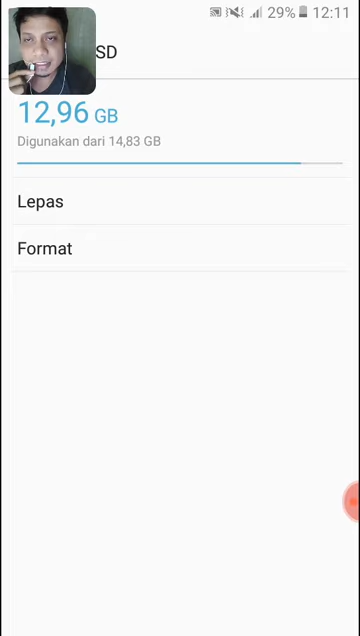 29% 12:11
SD
12,96 GB
Digunakan dari 14,83 GB
Lepas
Format